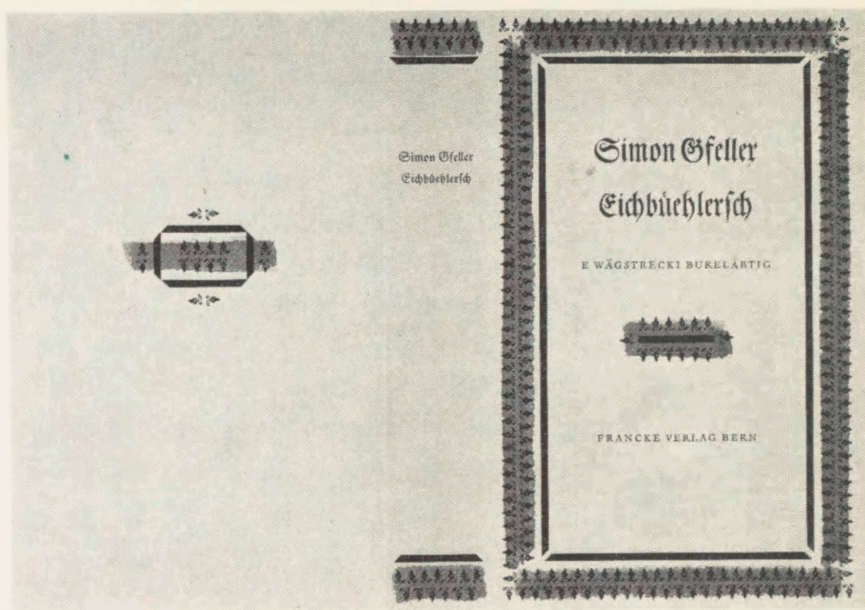 Simon Gfeller
Eichbüehlersch
Simon Gfeller
Eichbüehlersch
E WÄGSTRECKI BURELÄBTIG
FRANCKE VERLAG BERN